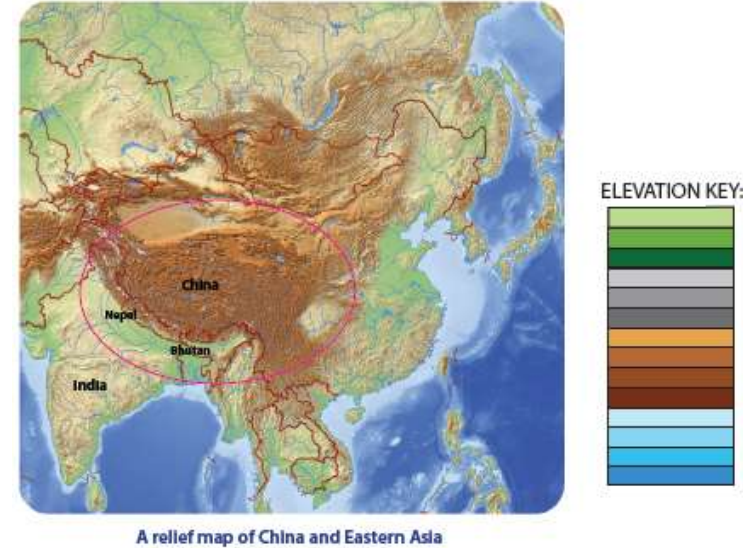 ELEVATION KEY:
China
Nepal
Bhutan
India
A relief map of China and Eastern Asia